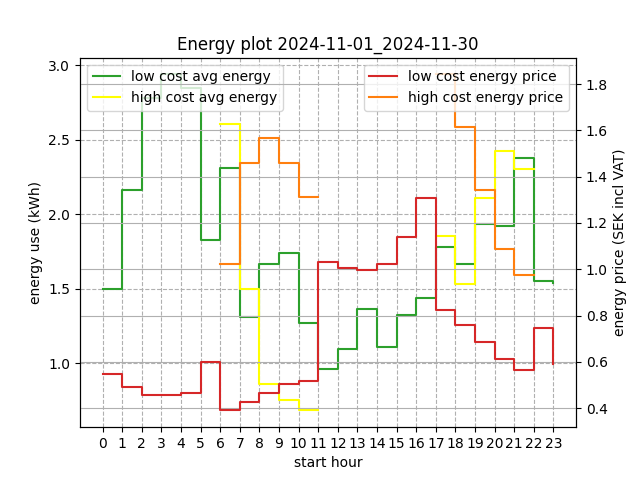 Energy plot 2024-11-01_2024-11-30
low cost avg energy
high cost avg energy
low cost energy price
high cost energy price
energy use (kWh)
3.0
2.5
2.0
1.5
1.0
1.8
1.6
1.4
1.2
1.0
0.8
0.6
0.4
energy price (SEK incl VAT)
0 1 2 3 4 5 6 7 8 9 10 11 12 13 14 15 16 17 18 19 20 21 22 23
start hour